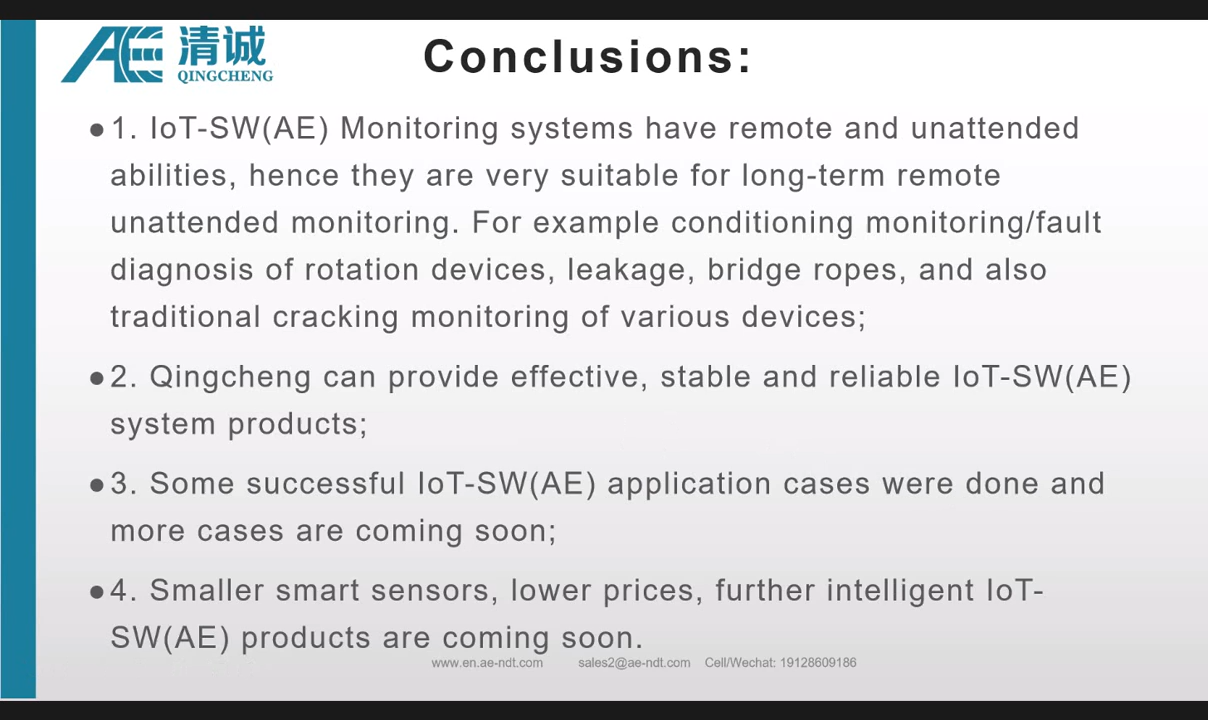 AE 清诚
QINGCHENG
Conclusions:
●1. IoT-SW(AE) Monitoring systems have remote and unattended
abilities, hence they are very suitable for long-term remote
unattended monitoring. For example conditioning monitoring/fault
diagnosis of rotation devices, leakage, bridge ropes, and also
traditional cracking monitoring of various devices;
●2. Qingcheng can provide effective, stable and reliable IoT-SW(AE)
system products;
●3. Some successful IoT-SW(AE) application cases were done and
more cases are coming soon;
●4. Smaller smart sensors, lower prices, further intelligent IoT-
SW(AE) products are coming soon.
www.en.ae-ndt.com sales2@ae-ndt.com Cell/Wechat: 19128609186